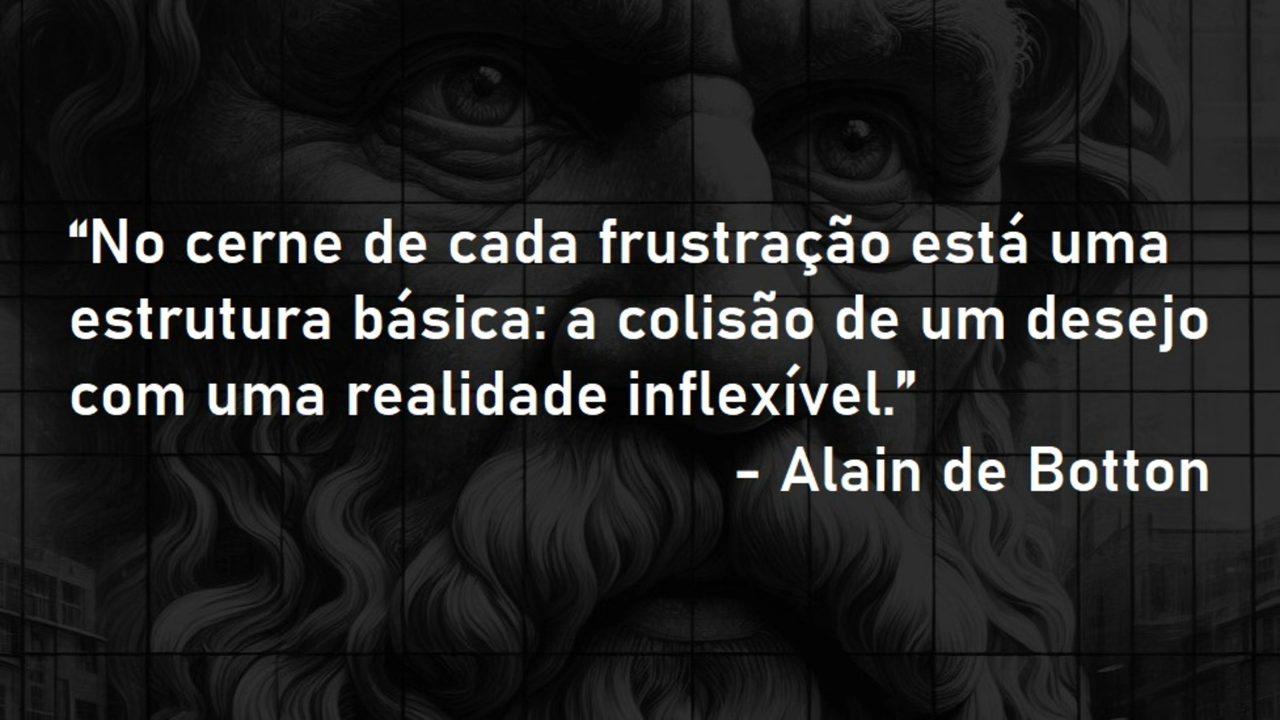 “No cerne de cada frustração está uma
estrutura básica: a colisão de um desejo
com uma realidade inflexível.”
- Alain de Botton